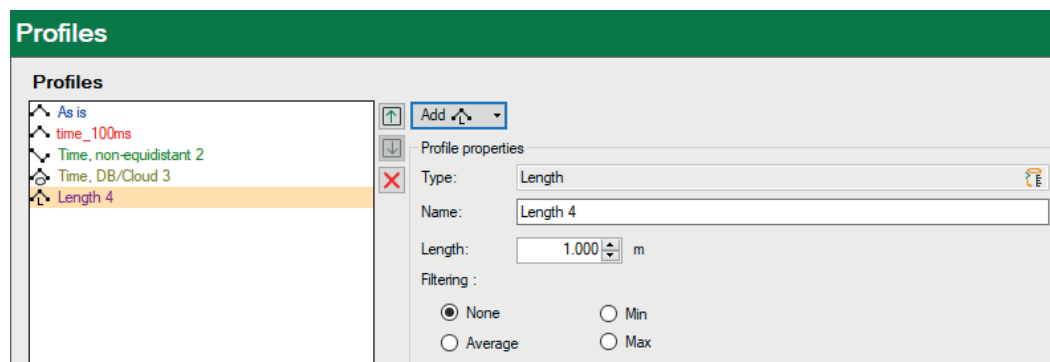 Profiles
Profiles
As is
time_100ms
Time, non-equidistant 2
Time, DB/Cloud 3
Length 4
Add
Profile properties
Type: Length
Name: Length 4
Length: 1.000 m
Filtering :
None Min
Average Max